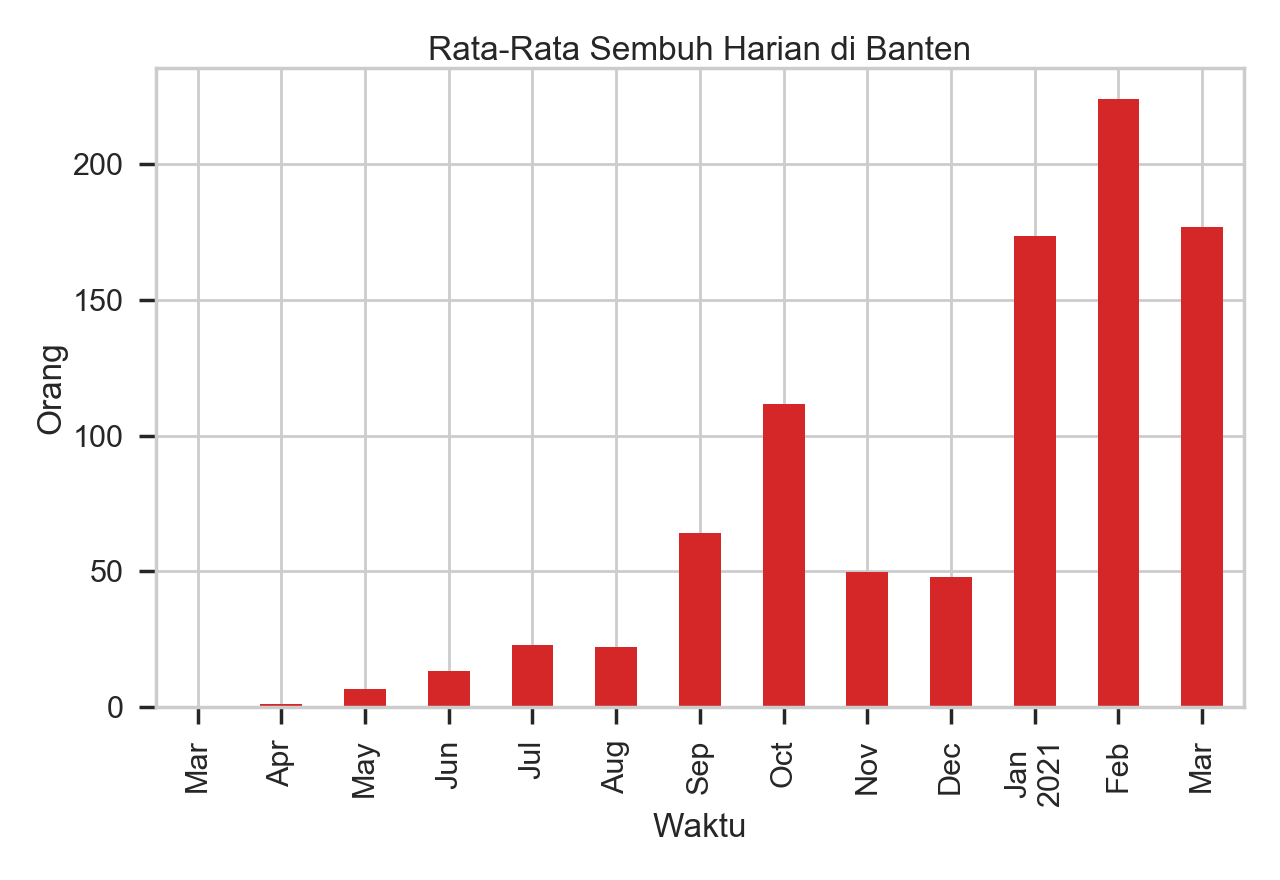 Rata-Rata Sembuh Harian di Banten
Orang
200
150
100
50
0
Mar
Apr
May
Jun
Jul
Aug
Sep
Oct
Nov
Dec
Jan
2021
Feb
Mar
Waktu